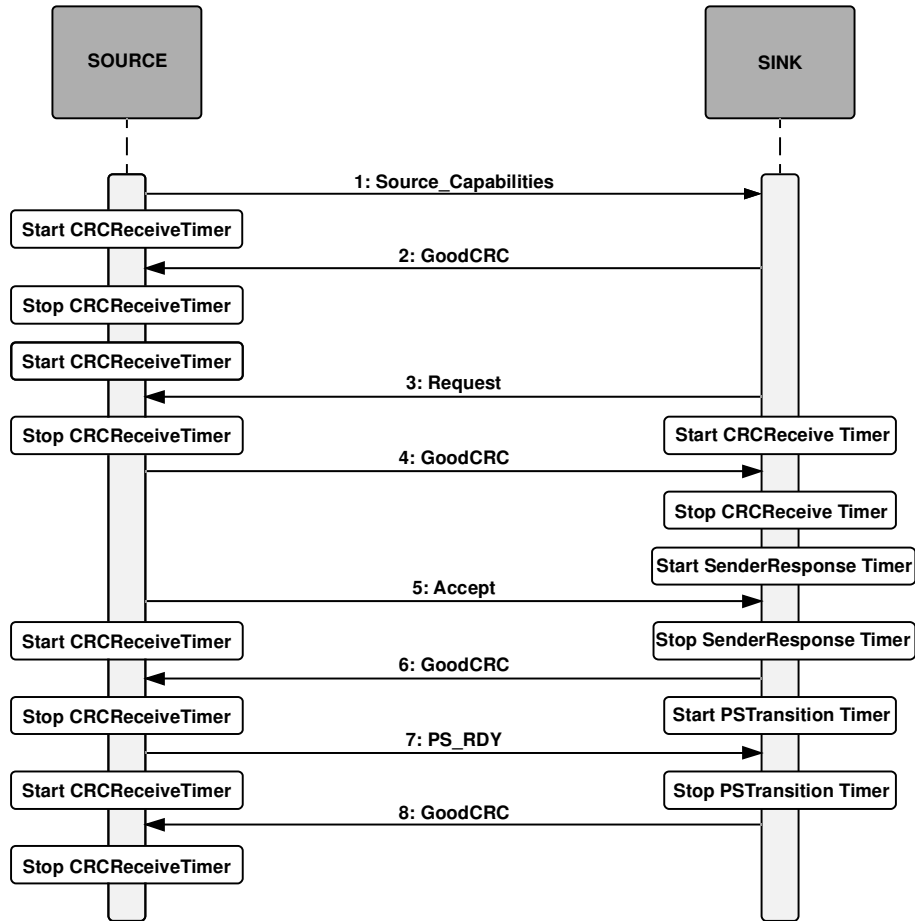 SOURCE
SINK
1: Source_Capabilities
Start CRCReceiveTimer
2: GoodCRC
Stop CRCReceiveTimer
Start CRCReceiveTimer
3: Request
Stop CRCReceiveTimer
Start CRCReceive Timer
4: GoodCRC
Stop CRCReceive Timer
Start SenderResponse Timer
5: Accept
Start CRCReceiveTimer
Stop SenderResponse Timer
6: GoodCRC
Stop CRCReceiveTimer
Start PSTransition Timer
7: PS_RDY
Start CRCReceiveTimer
Stop PSTransition Timer
8: GoodCRC
Stop CRCReceiveTimer